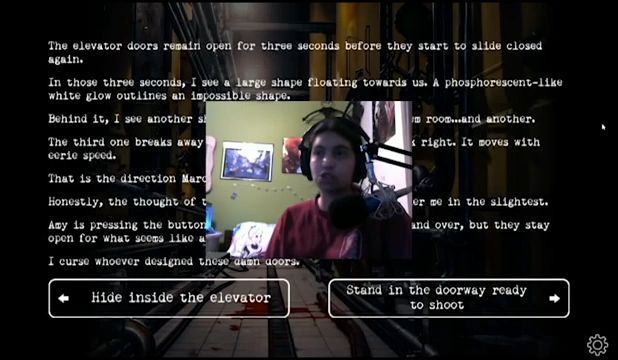 The elevator doors remain open for three seconds before they start to slide closed
again.
In those three seconds, I see a large shape floating towards us. A phosphorescent-like
white glow outlines an impossible shape.
Behind it, I see another room...and another.
The third one breaks away right. It moves with
eerie speed.
That is the direction
Honestly, the thought of me in the slightest.
Amy is pressing the button and over, but they stay
open for what seems like a
I curse whoever designed these damn doors.
Hide inside the elevator
Stand in the doorway ready
to shoot